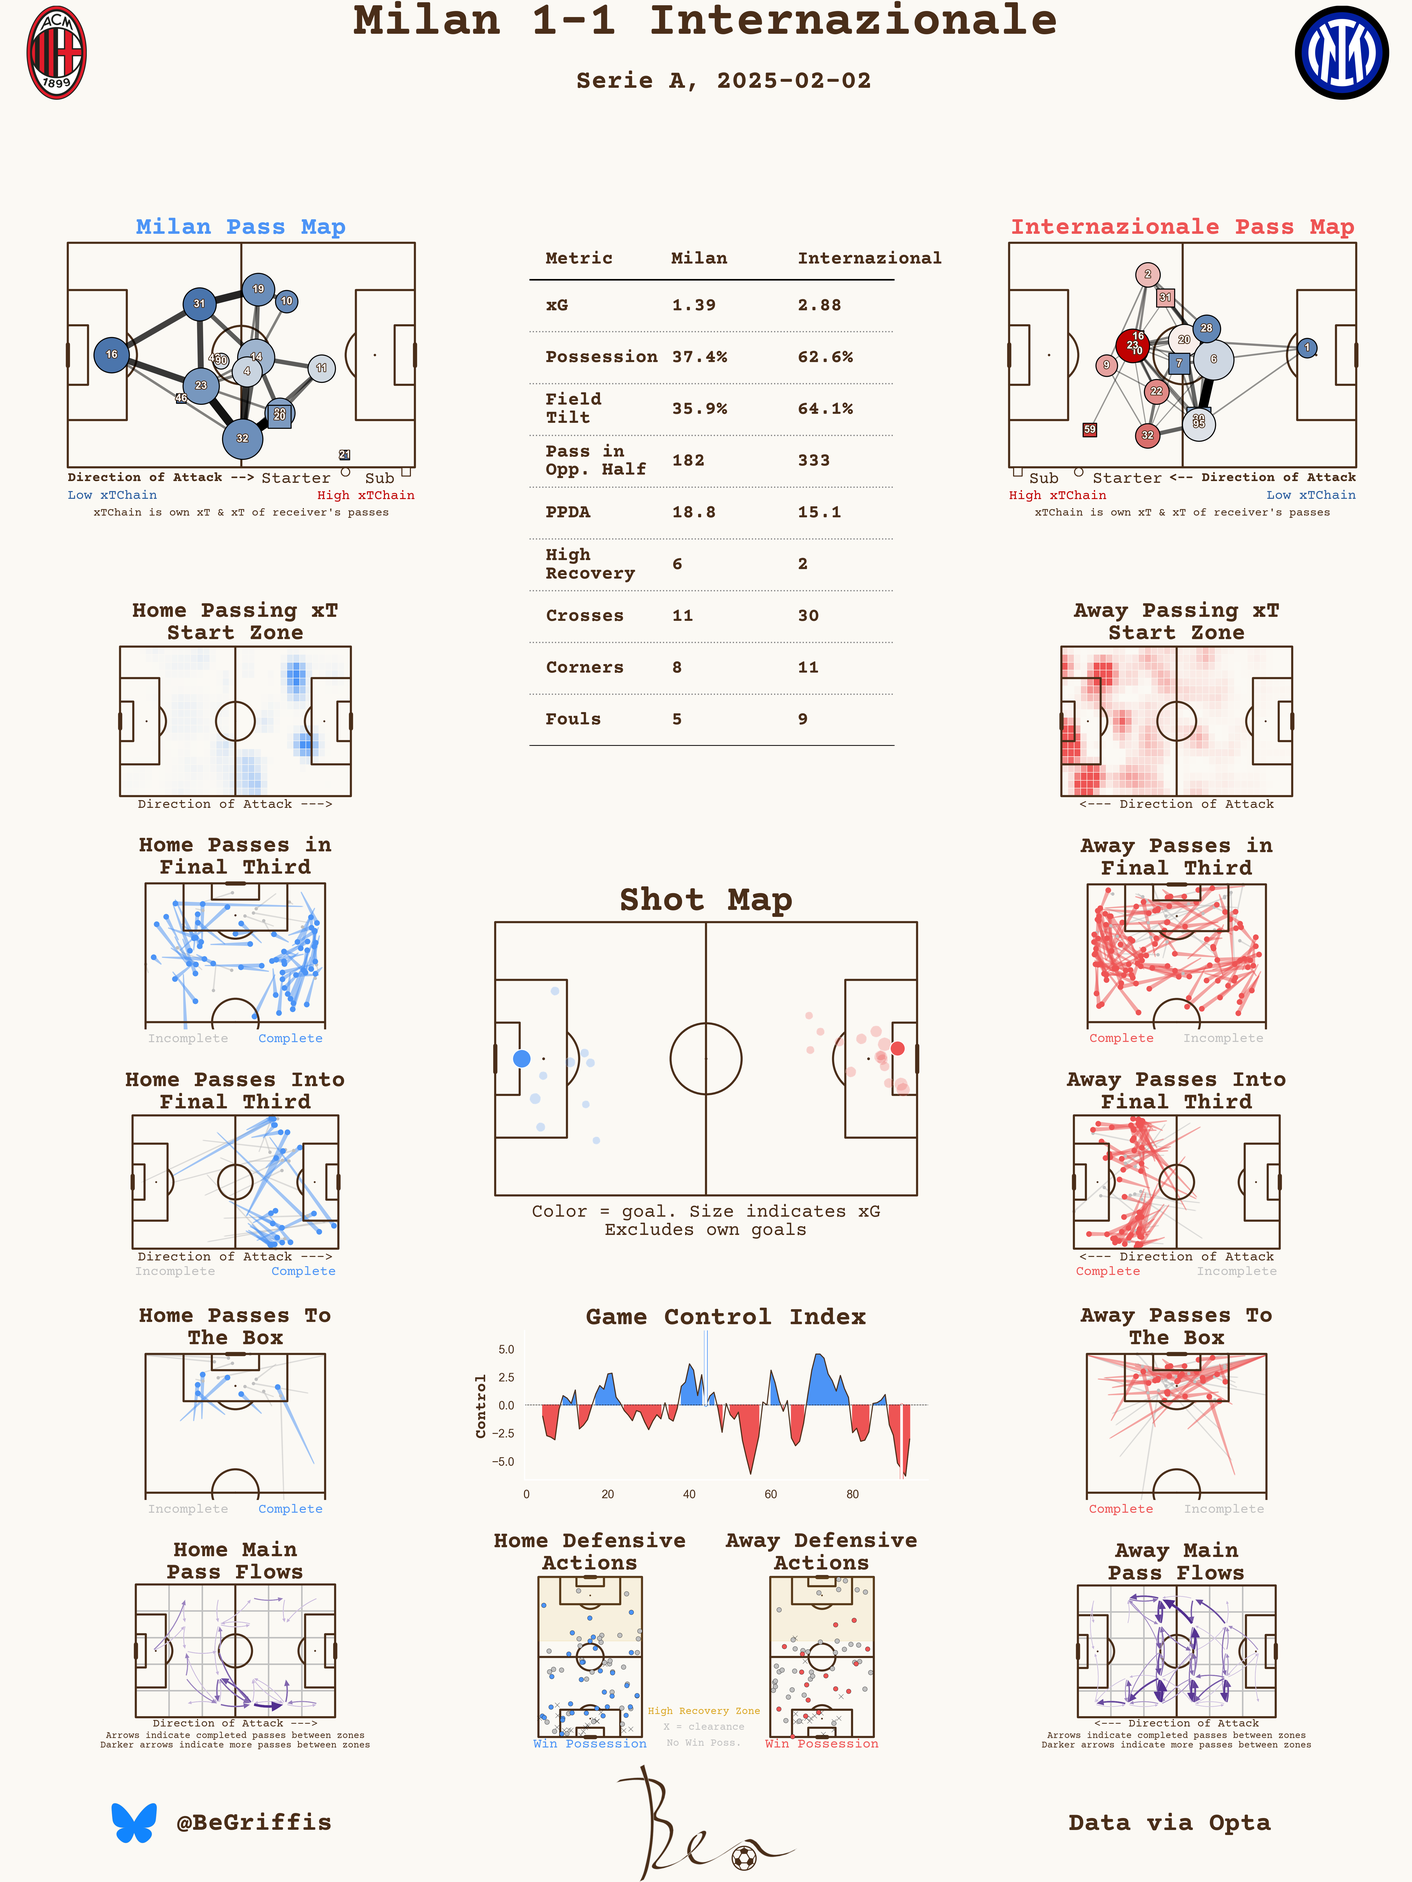 Milan 1-1 Internazionale
Serie A, 2025-02-02
ACM
1899
Milan Pass Map
31
19
10
16
14
4
11
23
46
20
32
21
Direction of Attack --> Starter Sub
Low xTChain High xTChain
xTChain is own xT & xT of receiver's passes
Metric Milan Internazional
xG 1.39 2.88
Possession 37.4% 62.6%
Field
Tilt 35.9% 64.1%
Pass in
Opp. Half 182 333
PPDA 18.8 15.1
High
Recovery 6 2
Crosses 11 30
Corners 8 11
Fouls 5 9
Internazionale Pass Map
2
31
28
16
23
10
20
1
9
7
6
22
95
59
32
Sub Starter <-- Direction of Attack
High xTChain Low xTChain
xTChain is own xT & xT of receiver's passes
Home Passing xT
Start Zone
Direction of Attack --->
Away Passing xT
Start Zone
<--- Direction of Attack
Home Passes in
Final Third
Incomplete Complete
Away Passes in
Final Third
Complete Incomplete
Shot Map
Color = goal. Size indicates xG
Excludes own goals
Home Passes Into
Final Third
Direction of Attack --->
Incomplete Complete
Away Passes Into
Final Third
<--- Direction of Attack
Complete Incomplete
Home Passes To
The Box
Incomplete Complete
Game Control Index
Control
5.0
2.5
0.0
−2.5
−5.0
0 20 40 60 80
Away Passes To
The Box
Complete Incomplete
Home Main
Pass Flows
Direction of Attack --->
Arrows indicate completed passes between zones
Darker arrows indicate more passes between zones
Home Defensive
Actions
Win Possession
High Recovery Zone
X = clearance
No Win Poss.
Away Defensive
Actions
Win Possession
Away Main
Pass Flows
<--- Direction of Attack
Arrows indicate completed passes between zones
Darker arrows indicate more passes between zones
@BeGriffis
Ben
Data via Opta